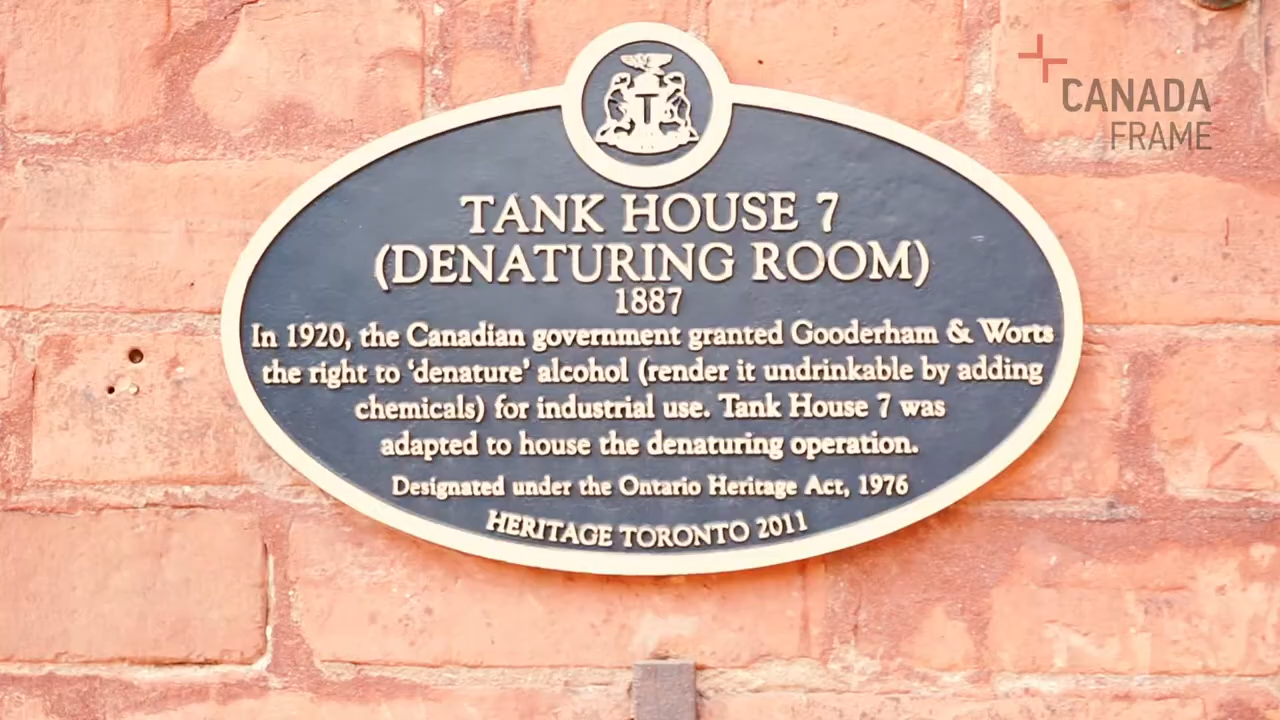 CANADA
FRAME
T
TANK HOUSE 7
(DENATURING ROOM)
1887
In 1920, the Canadian government granted Gooderham & Worts
the right to ‘denature’ alcohol (render it undrinkable by adding
chemicals) for industrial use. Tank House 7 was
adapted to house the denaturing operation.
Designated under the Ontario Heritage Act, 1976
HERITAGE TORONTO 2011